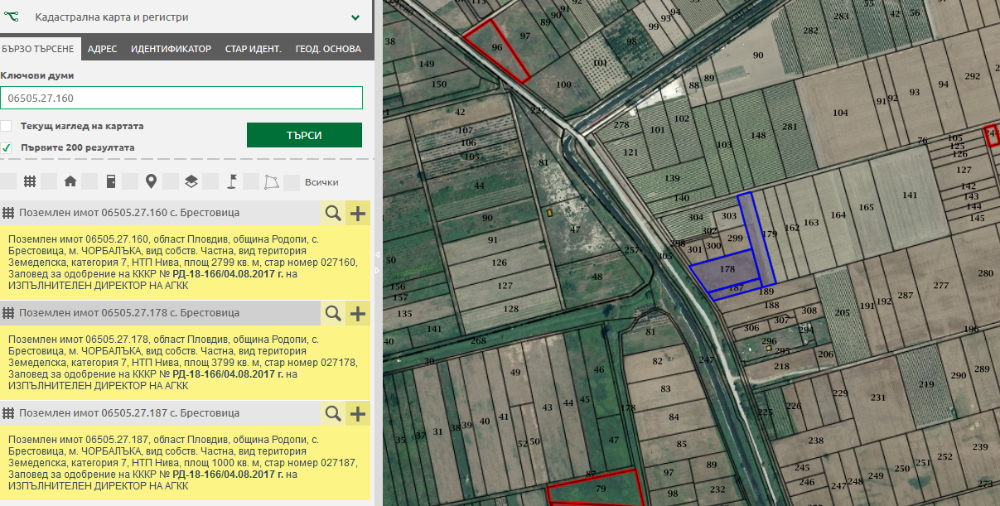 Кадастрална карта и регистри
БЪРЗО ТЪРСЕНЕ АДРЕС ИДЕНТИФИКАТОР СТАР ИДЕНТ. ГЕОД. ОСНОВА
Ключови думи
06505.27.160
Текущ изглед на картата
Първите 200 резултата
ТЪРСИ
Всички
Поземлен имот 06505.27.160 с. Брестовица
Поземлен имот 06505.27.160, област Пловдив, община Родопи, с.
Брестовица, м. ЧОРБАЛЪКА, вид собств. Частна, вид територия
Земеделска, категория 7, НТП Нива, площ 2799 кв. м, стар номер 027160,
Заповед за одобрение на КККР № РД-18-166/04.08.2017 г. на
ИЗПЪЛНИТЕЛЕН ДИРЕКТОР НА АГКК
Поземлен имот 06505.27.178 с. Брестовица
Поземлен имот 06505.27.178, област Пловдив, община Родопи, с.
Брестовица, м. ЧОРБАЛЪКА, вид собств. Частна, вид територия
Земеделска, категория 7, НТП Нива, площ 3799 кв. м, стар номер 027178,
Заповед за одобрение на КККР № РД-18-166/04.08.2017 г. на
ИЗПЪЛНИТЕЛЕН ДИРЕКТОР НА АГКК
Поземлен имот 06505.27.187 с. Брестовица
Поземлен имот 06505.27.187, област Пловдив, община Родопи, с.
Брестовица, м. ЧОРБАЛЪКА, вид собств. Частна, вид територия
Земеделска, категория 7, НТП Нива, площ 1000 кв. м, стар номер 027187,
Заповед за одобрение на КККР № РД-18-166/04.08.2017 г. на
ИЗПЪЛНИТЕЛЕН ДИРЕКТОР НА АГКК
92
91 90 89
55 42 56
283
94 93 99
282
38 96 97 98
90
149 101
150 100
88 89
292
94 93 92 91
104
42 227
278 101 102
107 106 105
103 148 281
121
76 105 125 126 127
81 139
44 140
142 143 144 145
141
90 304 303
47 302 299
179 162 163 164 165
91 257 298 301 300
305
50 126 48
178
280
156 157 127
187 189
188
277 287 192 191
135 128
205 308 307
141 81
306 294
40 268
296 295
196
30 82 247
206
218
49 46
83
289 290
219
43 44 45
178 84
229 231
226 225
35 37 31 38 39 40 41
52 50 47
85
238 239
87
89
252 251 250 249 248 247
245 246
79
97 98 232
273
255